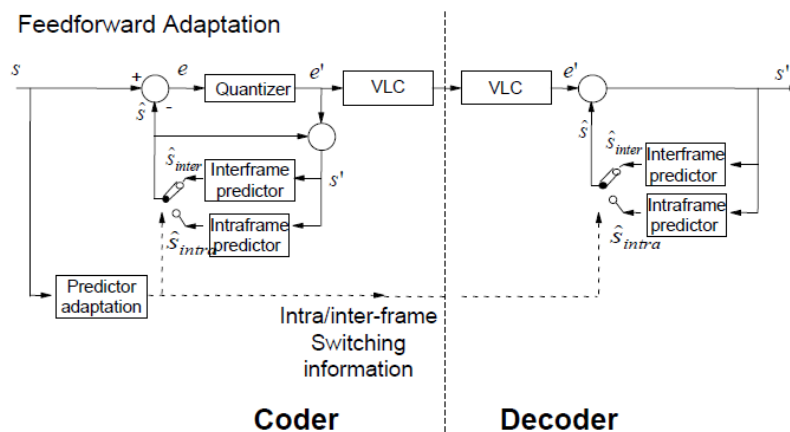 Feedforward Adaptation
s
+
-
e
Quantizer
e'
VLC
VLC
e'
s'
ŝ
ŝ
ŝinter
Interframe
predictor
s'
ŝinter
Interframe
predictor
Intraframe
predictor
ŝintra
Intraframe
predictor
ŝintra
Predictor
adaptation
Intra/inter-frame
Switching
information
Coder
Decoder